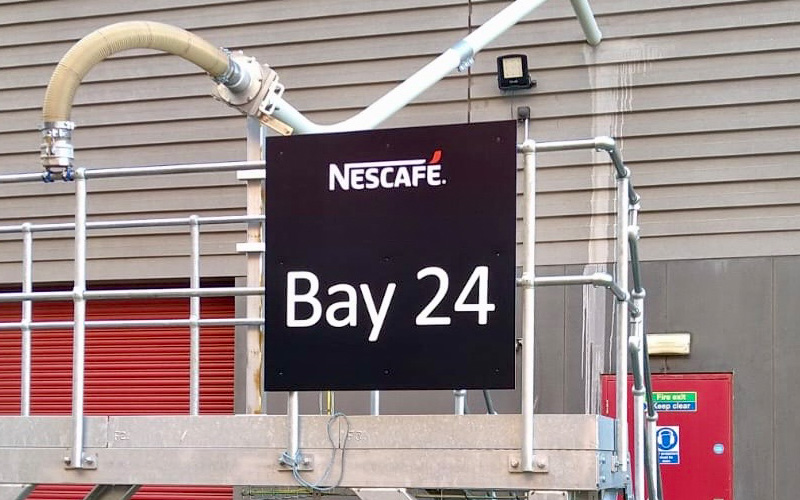 NESCAFÉ.
Bay 24
Fire exit
Keep clear